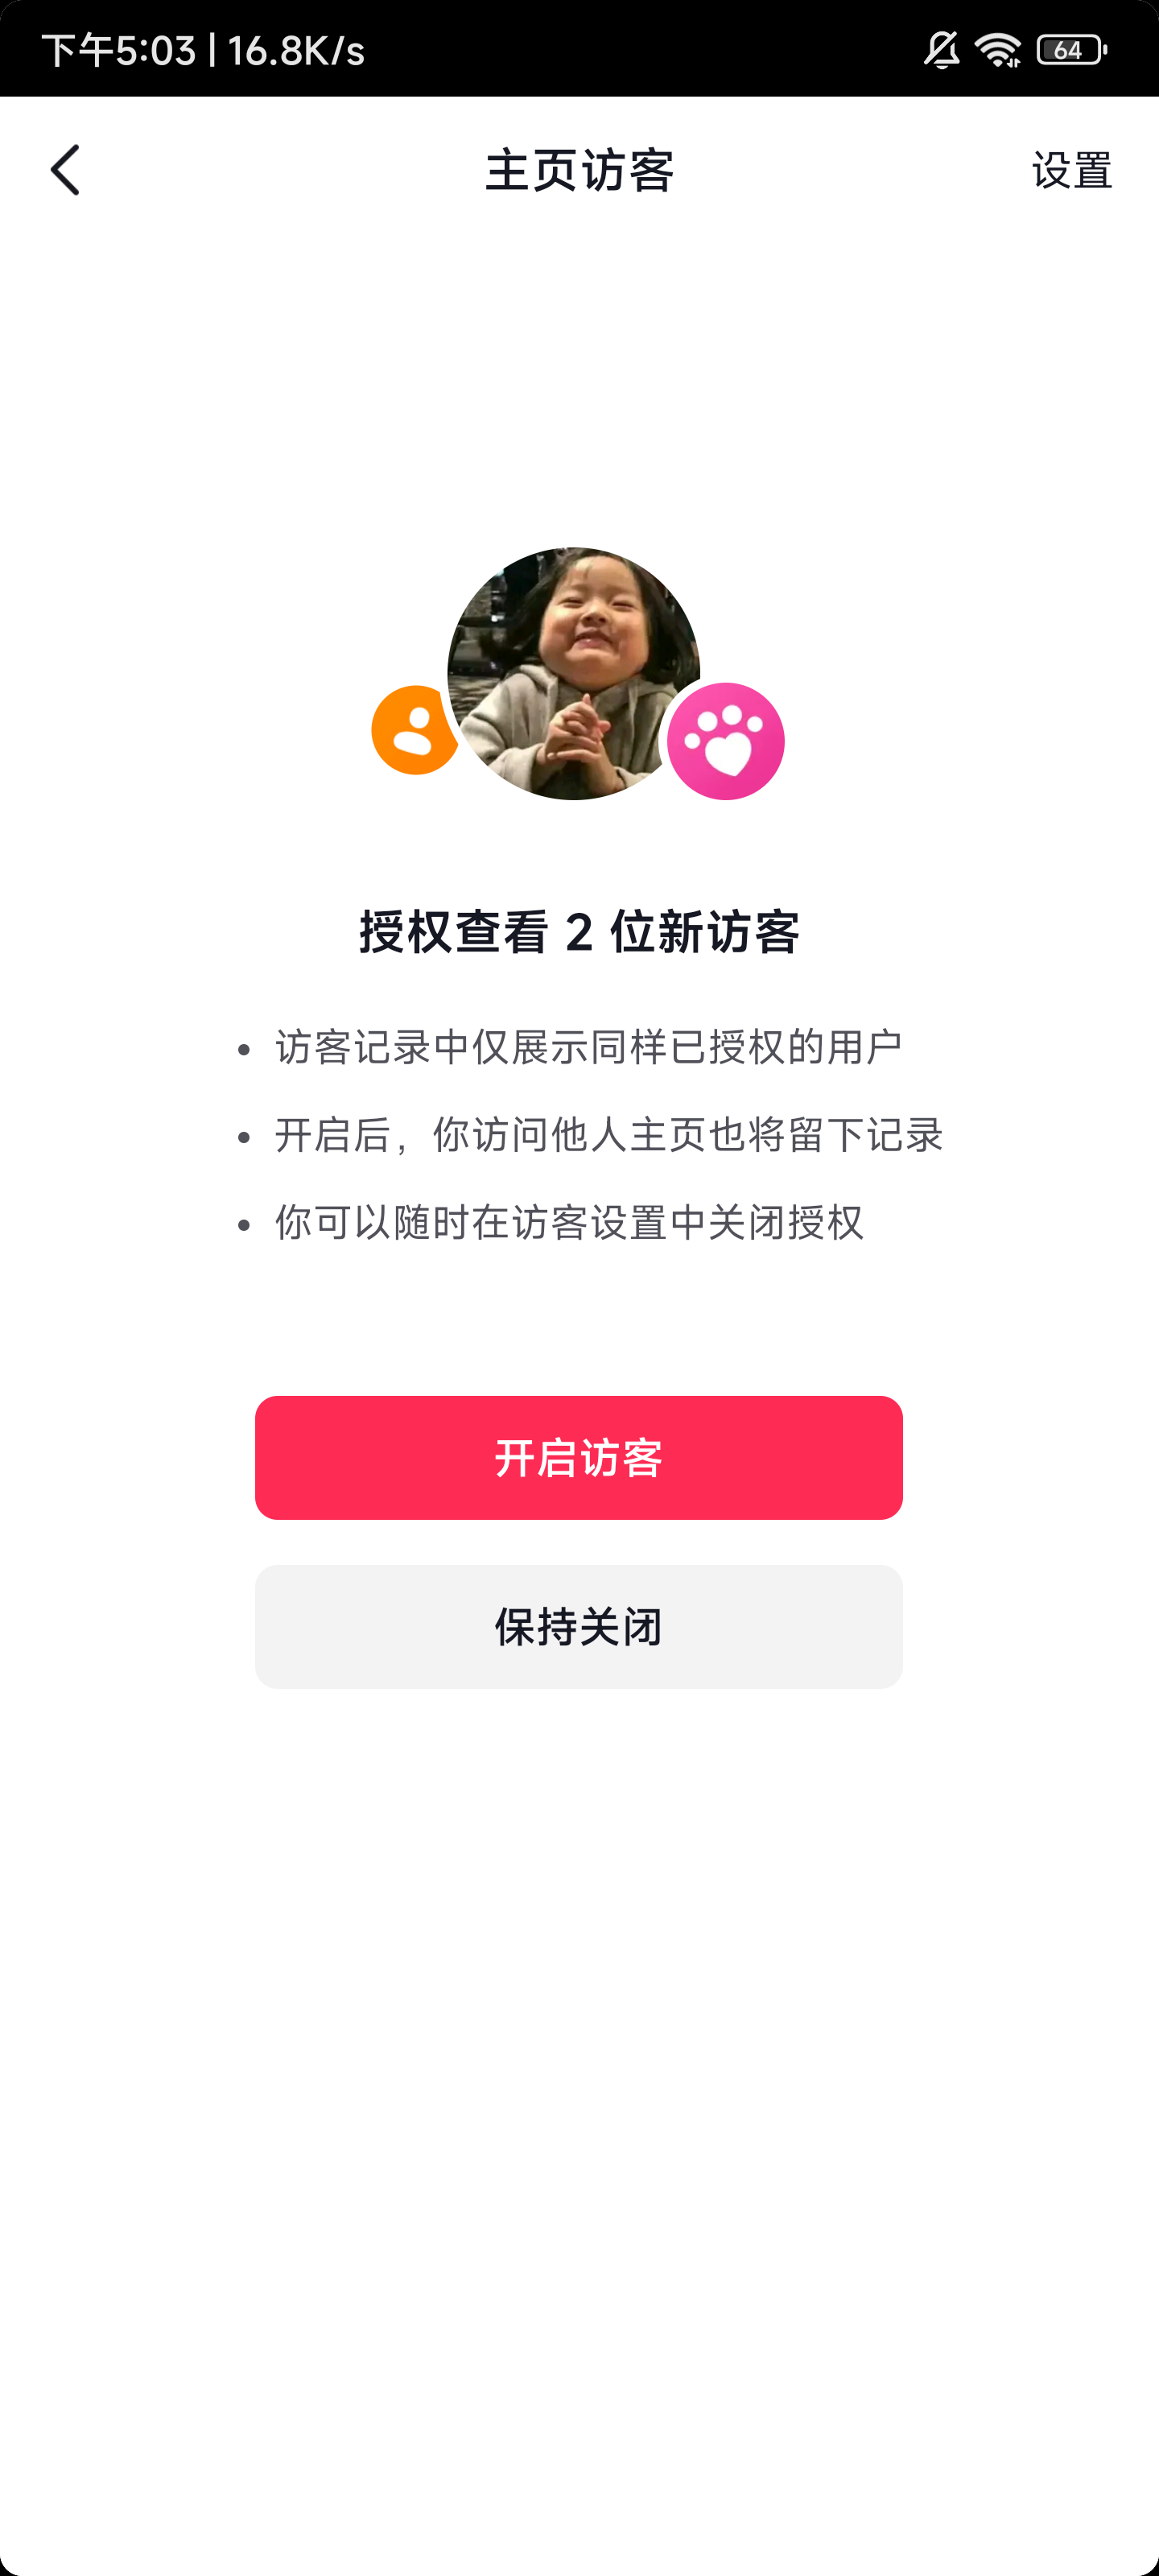 下午5:03 | 16.8K/s
64
主页访客
设置
授权查看 2 位新访客
• 访客记录中仅展示同样已授权的用户
• 开启后，你访问他人主页也将留下记录
• 你可以随时在访客设置中关闭授权
开启访客
保持关闭